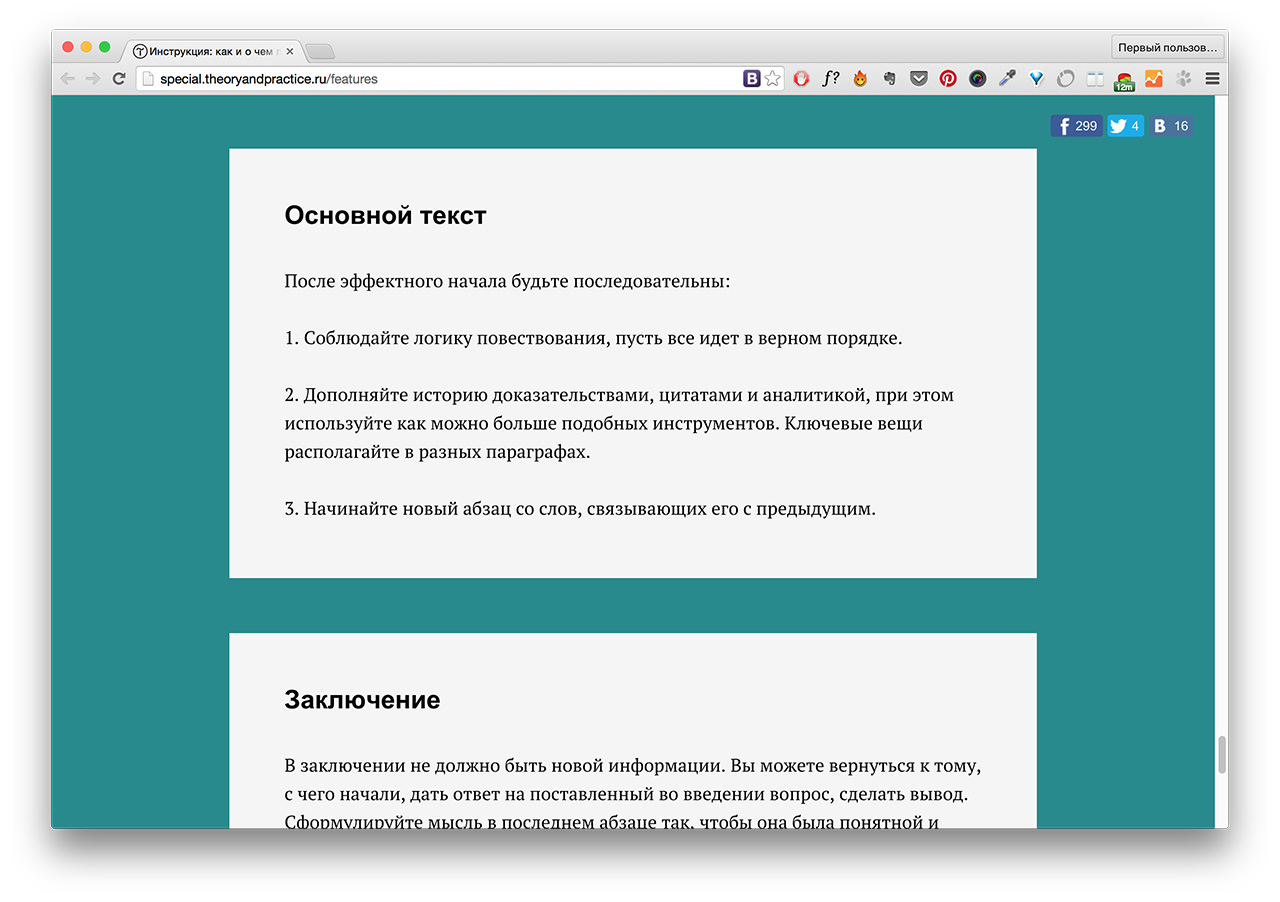 Инструкция: как и о чем
Первый пользов…
special.theoryandpractice.ru/features
12m
299
4
16
Основной текст
После эффектного начала будьте последовательны:
1. Соблюдайте логику повествования, пусть все идет в верном порядке.
2. Дополняйте историю доказательствами, цитатами и аналитикой, при этом
используйте как можно больше подобных инструментов. Ключевые вещи
располагайте в разных параграфах.
3. Начинайте новый абзац со слов, связывающих его с предыдущим.
Заключение
В заключении не должно быть новой информации. Вы можете вернуться к тому,
с чего начали, дать ответ на поставленный во введении вопрос, сделать вывод.
Сформулируйте мысль в последнем абзаце так, чтобы она была понятной и